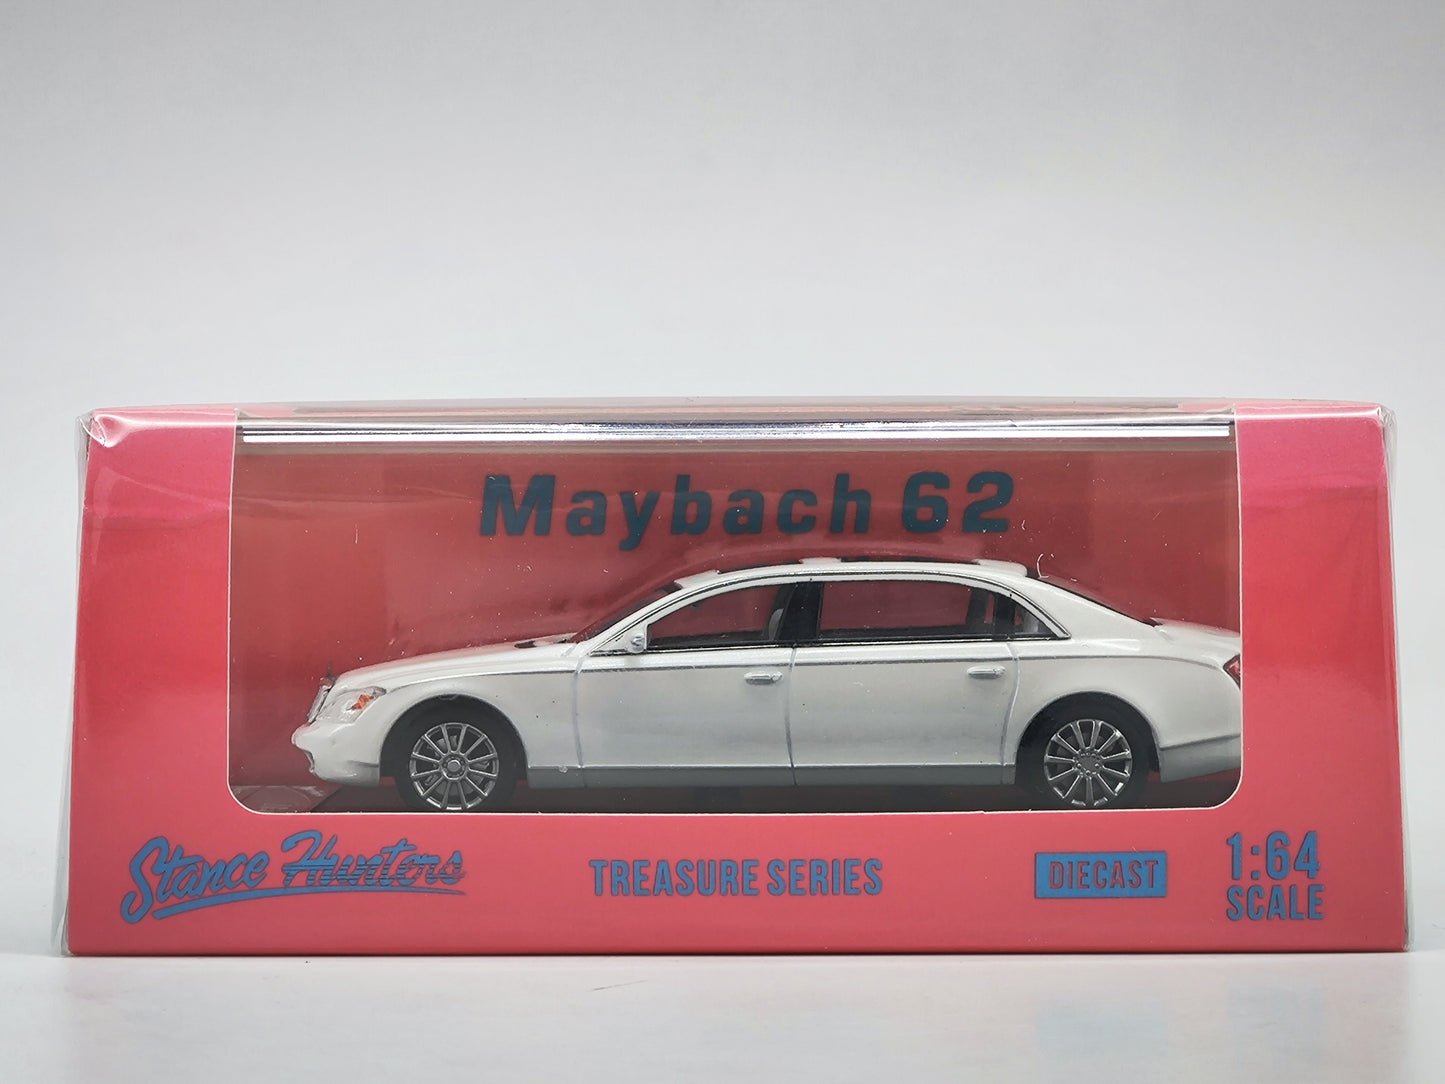 Maybach 62
Stance Hunters
TREASURE SERIES
DIECAST
1:64
SCALE